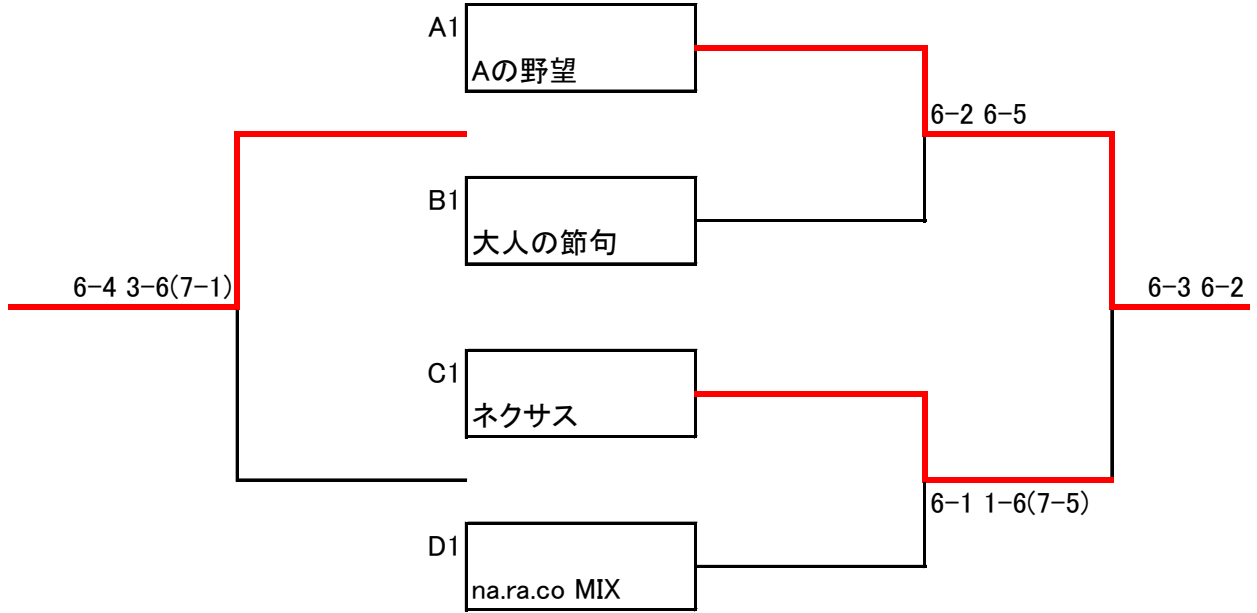 A1
Aの野望
6-2 6-5
B1
大人の節句
6-4 3-6(7-1)
6-3 6-2
C1
ネクサス
6-1 1-6(7-5)
D1
na.ra.co MIX